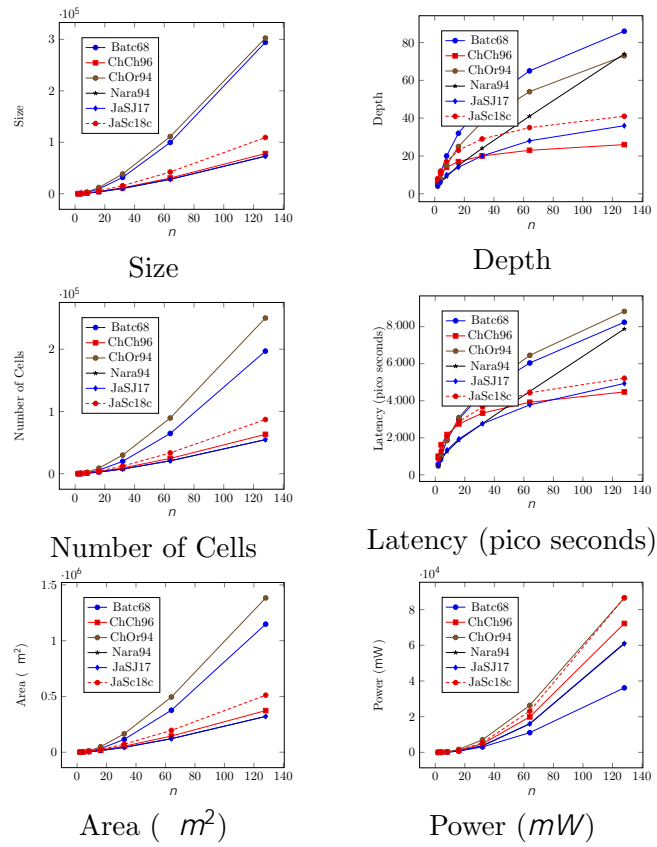 ·10^5
3
2
1
0
Size
Batc68
ChCh96
ChOr94
Nara94
JaSJ17
JaSc18c
0 20 40 60 80 100 120 140
n
Size
80
60
40
20
0
Depth
Batc68
ChCh96
ChOr94
Nara94
JaSJ17
JaSc18c
0 20 40 60 80 100 120 140
n
Depth
·10^5
2
1
0
Number of Cells
Batc68
ChCh96
ChOr94
Nara94
JaSJ17
JaSc18c
0 20 40 60 80 100 120 140
n
Number of Cells
8,000
6,000
4,000
2,000
0
Latency (pico seconds)
Batc68
ChCh96
ChOr94
Nara94
JaSJ17
JaSc18c
0 20 40 60 80 100 120 140
n
Latency (pico seconds)
·10^6
1.5
1
0.5
0
Area ( m²)
Batc68
ChCh96
ChOr94
Nara94
JaSJ17
JaSc18c
0 20 40 60 80 100 120 140
n
Area ( m²)
·10^4
8
6
4
2
0
Power (mW)
Batc68
ChCh96
ChOr94
Nara94
JaSJ17
JaSc18c
0 20 40 60 80 100 120 140
n
Power (mW)